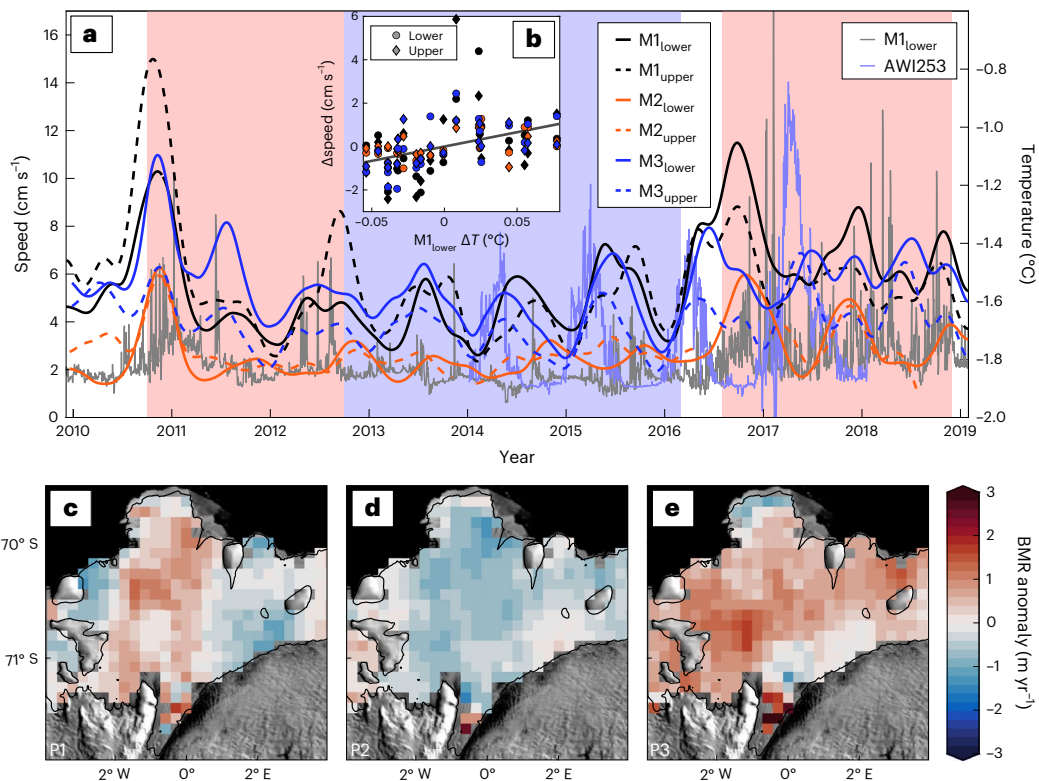 a
b
Speed (cm s⁻¹)
16
14
12
10
8
6
4
2
0
2010
2011
2012
2013
2014
2015
2016
2017
2018
2019
Year
Temperature (°C)
−0.8
−1.0
−1.2
−1.4
−1.6
−1.8
−2.0
Lower
Upper
Δspeed (cm s⁻¹)
6
4
2
0
−2
−0.05
0
0.05
M1lower ΔT (°C)
M1lower
M1upper
M2lower
M2upper
M3lower
M3upper
M1lower
AWI253
c
d
e
70° S
71° S
P1
P2
P3
2° W
0°
2° E
2° W
0°
2° E
2° W
0°
2° E
3
2
1
0
−1
−2
−3
BMR anomaly (m yr⁻¹)